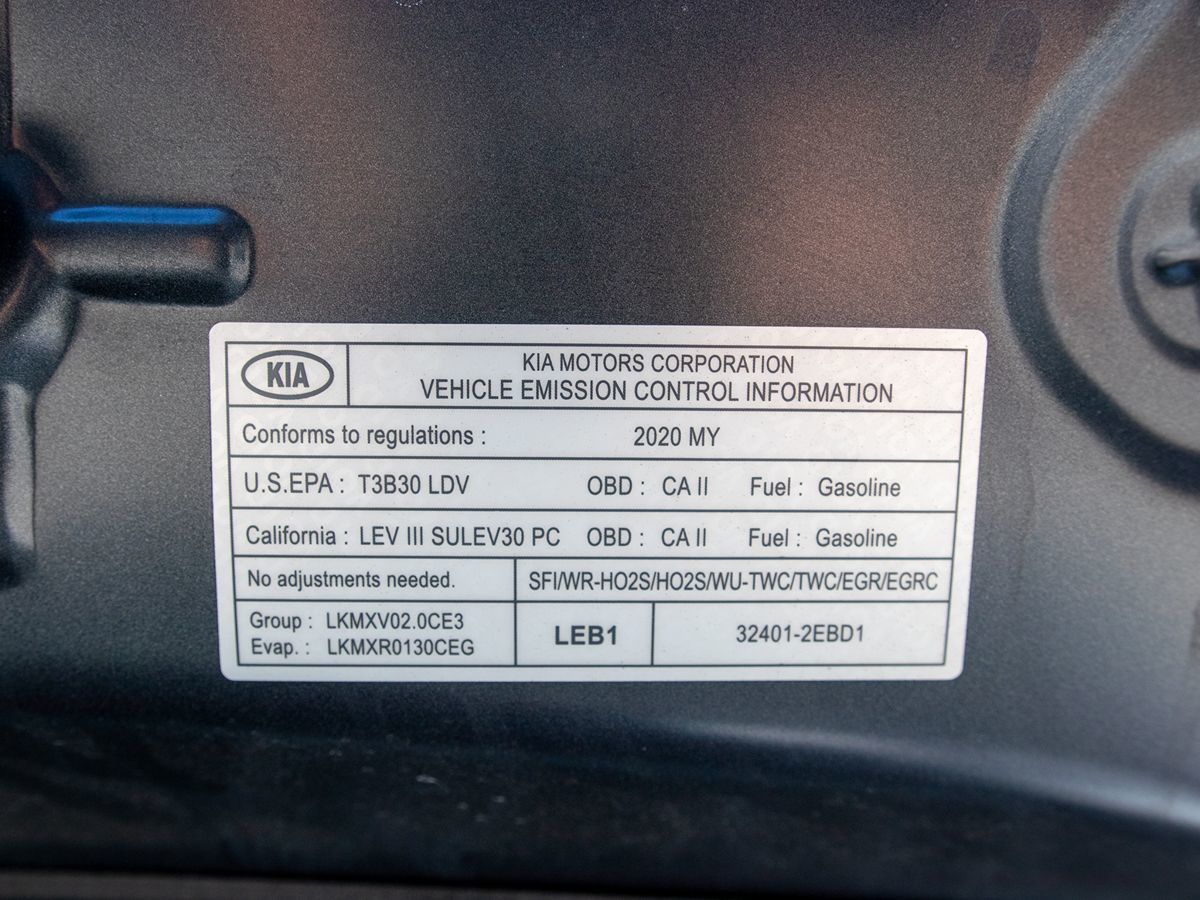 KIA
KIA MOTORS CORPORATION
VEHICLE EMISSION CONTROL INFORMATION
Conforms to regulations : 2020 MY
U.S.EPA : T3B30 LDV OBD : CA II Fuel : Gasoline
California : LEV III SULEV30 PC OBD : CA II Fuel : Gasoline
No adjustments needed. SFI/WR-HO2S/HO2S/WU-TWC/TWC/EGR/EGRC
Group : LKMXV02.0CE3
Evap. : LKMXR0130CEG
LEB1
32401-2EBD1